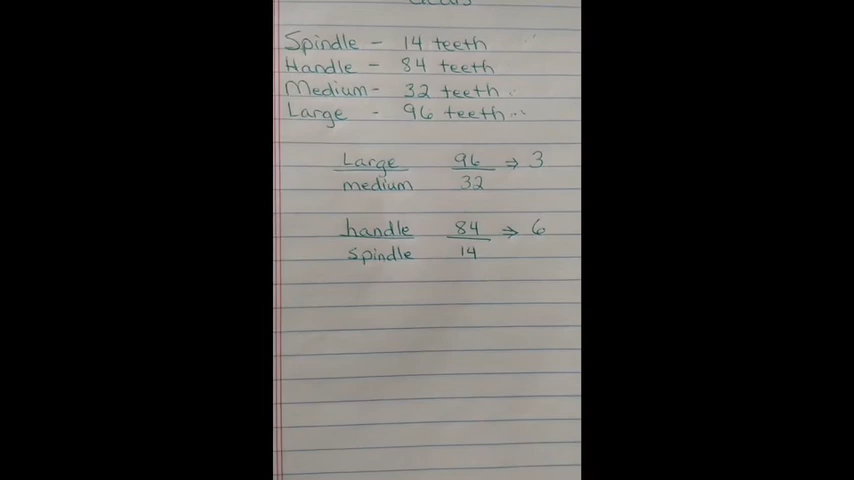 Spindle - 14 teeth
Handle - 84 teeth
Medium - 32 teeth
Large - 96 teeth
Large 96 → 3
medium 32
handle 84 → 6
spindle 14